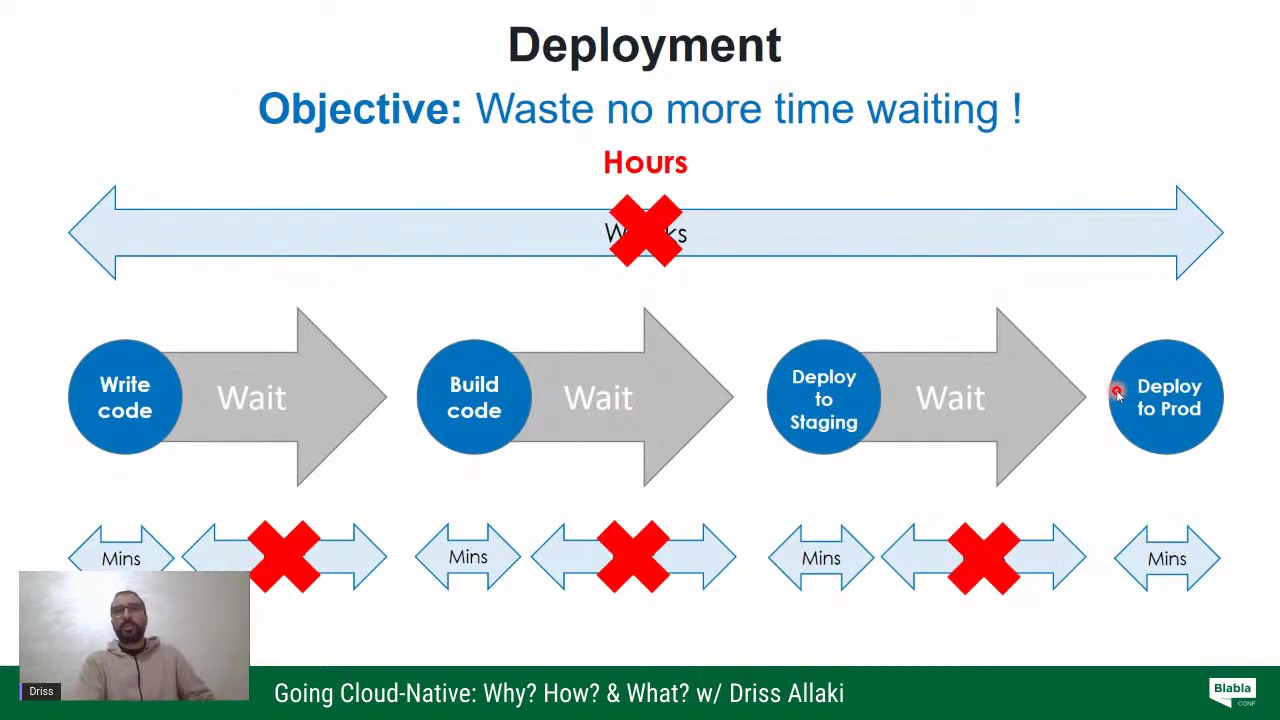 Deployment
Objective: Waste no more time waiting !
Hours
Write
code
Wait
Build
code
Wait
Deploy
to
Staging
Wait
Deploy
to Prod
Mins
Mins
Mins
Mins
Driss
Going Cloud-Native: Why? How? & What? w/ Driss Allaki
Blabla
CONF